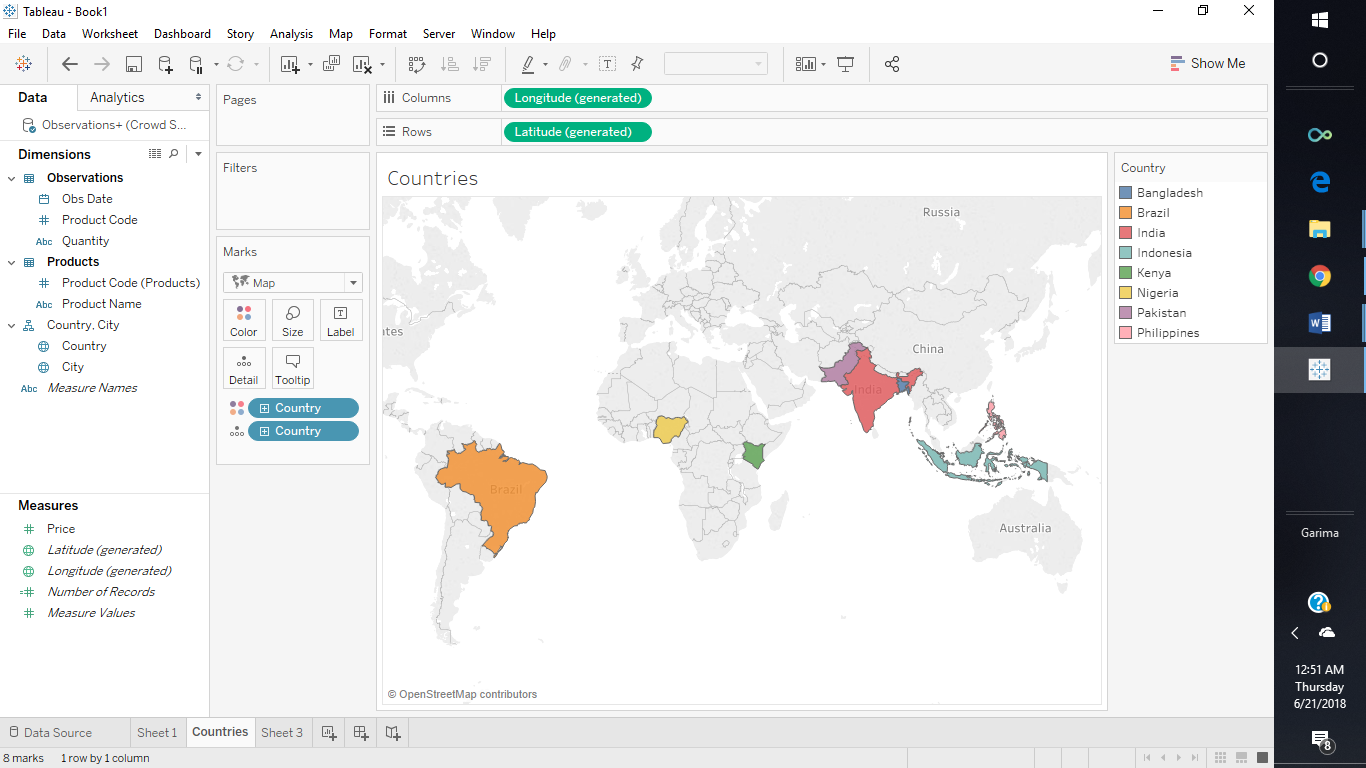 Tableau - Book1
File Data Worksheet Dashboard Story Analysis Map Format Server Window Help
Show Me
Data
Analytics
Observations+ (Crowd S...
Dimensions
Observations
Obs Date
Product Code
Abc Quantity
Products
Product Code (Products)
Abc Product Name
Country, City
Country
City
Abc Measure Names
Measures
Price
Latitude (generated)
Longitude (generated)
Number of Records
Measure Values
Pages
Filters
Marks
Map
Color Size Label
Detail Tooltip
Country
Country
Columns Longitude (generated)
Rows Latitude (generated)
Countries
Russia
ates
China
India
Brazil
Australia
© OpenStreetMap contributors
Country
Bangladesh
Brazil
India
Indonesia
Kenya
Nigeria
Pakistan
Philippines
Data Source Sheet 1 Countries Sheet 3
8 marks 1 row by 1 column
Garima
12:51 AM
Thursday
6/21/2018
8